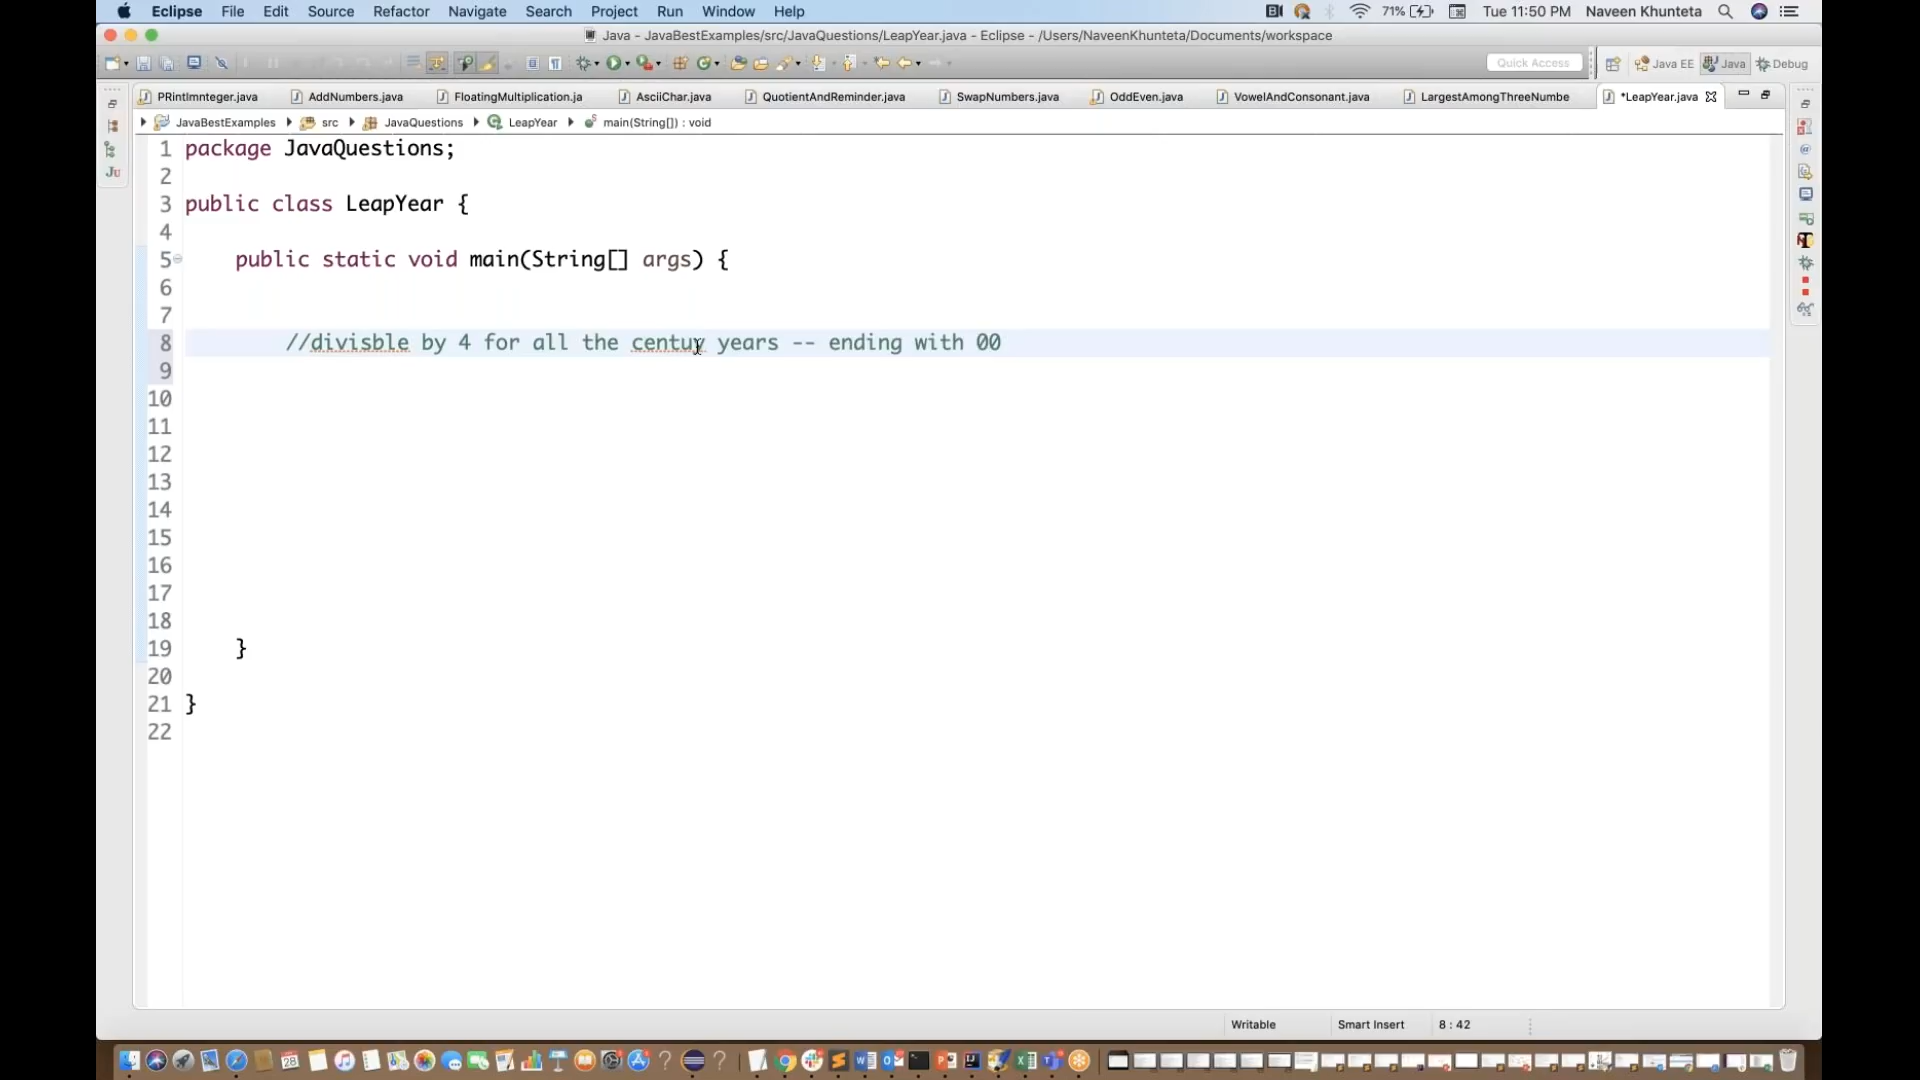 Eclipse File Edit Source Refactor Navigate Search Project Run Window Help 71% Tue 11:50 PM Naveen Khunteta
Java - JavaBestExamples/src/JavaQuestions/LeapYear.java - Eclipse - /Users/NaveenKhunteta/Documents/workspace
Quick Access Java EE Java Debug
PRintImnteger.java AddNumbers.java FloatingMultiplication.ja AsciiChar.java QuotientAndReminder.java SwapNumbers.java OddEven.java VowelAndConsonant.java LargestAmongThreeNumbe *LeapYear.java
JavaBestExamples src JavaQuestions LeapYear main(String[]) : void
1 package JavaQuestions;
2
3 public class LeapYear {
4
5 public static void main(String[] args) {
6
7
8 //divisble by 4 for all the centuy years -- ending with 00
9
10
11
12
13
14
15
16
17
18
19 }
20
21 }
22
Writable Smart Insert 8 : 42